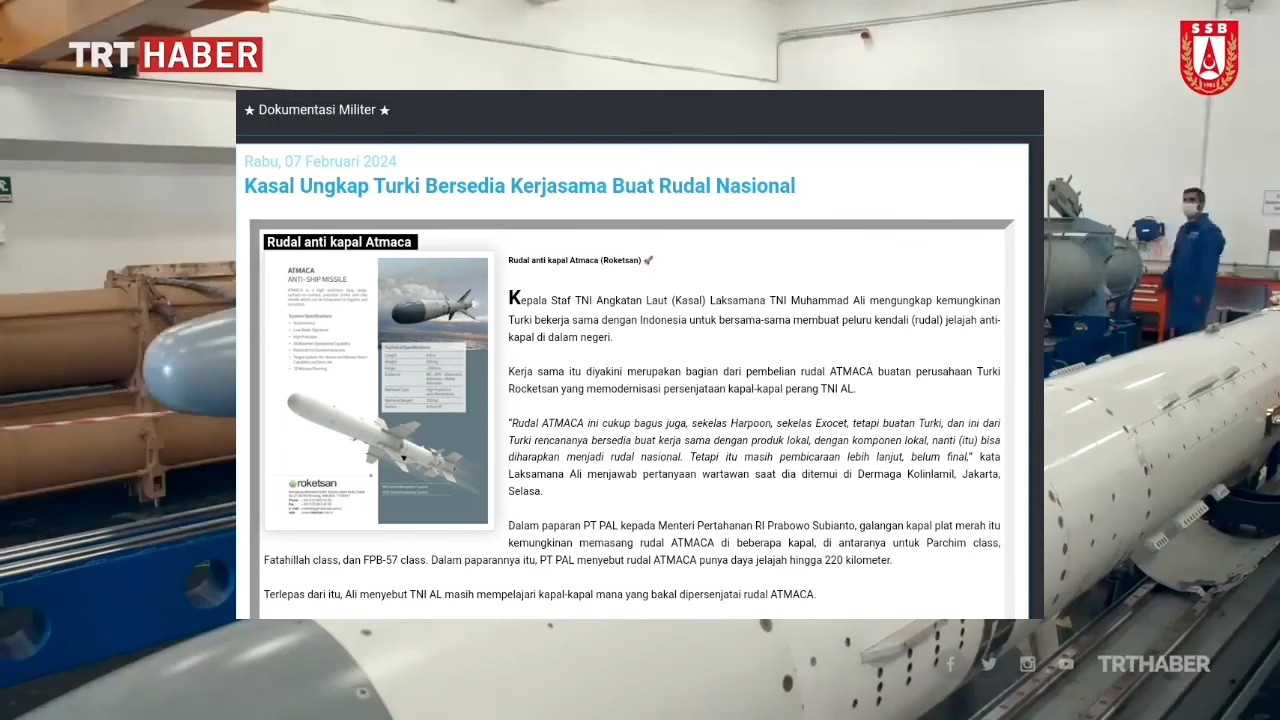 TRT HABER
SSB
1985
★ Dokumentasi Militer ★
Rabu, 07 Februari 2024
Kasal Ungkap Turki Bersedia Kerjasama Buat Rudal Nasional
Rudal anti kapal Atmaca
ATMACA
ANTI-SHIP MISSILE
System Specifications
Technical Specifications
roketsan
Rudal anti kapal Atmaca (Roketsan) 🚀
Kepala Staf TNI Angkatan Laut (Kasal) Laksamana TNI Muhammad Ali mengungkap kemungkinan
Turki bekerja sama dengan Indonesia untuk bersama-sama membuat peluru kendali (rudal) jelajah anti-
kapal di dalam negeri.
Kerja sama itu diyakini merupakan bagian dari pembelian rudal ATMACA buatan perusahaan Turki
Rocketsan yang memodernisasi persenjataan kapal-kapal perang TNI AL.
“Rudal ATMACA ini cukup bagus juga, sekelas Harpoon, sekelas Exocet, tetapi buatan Turki, dan ini dari
Turki rencananya bersedia buat kerja sama dengan produk lokal, dengan komponen lokal, nanti (itu) bisa
diharapkan menjadi rudal nasional. Tetapi itu masih pembicaraan lebih lanjut, belum final,” kata
Laksamana Ali menjawab pertanyaan wartawan saat dia ditemui di Dermaga Kolinlamil, Jakarta,
Selasa.
Dalam paparan PT PAL kepada Menteri Pertahanan RI Prabowo Subianto, galangan kapal plat merah itu
kemungkinan memasang rudal ATMACA di beberapa kapal, di antaranya untuk Parchim class,
Fatahillah class, dan FPB-57 class. Dalam paparannya itu, PT PAL menyebut rudal ATMACA punya daya jelajah hingga 220 kilometer.
Terlepas dari itu, Ali menyebut TNI AL masih mempelajari kapal-kapal mana yang bakal dipersenjatai rudal ATMACA.
TRTHABER